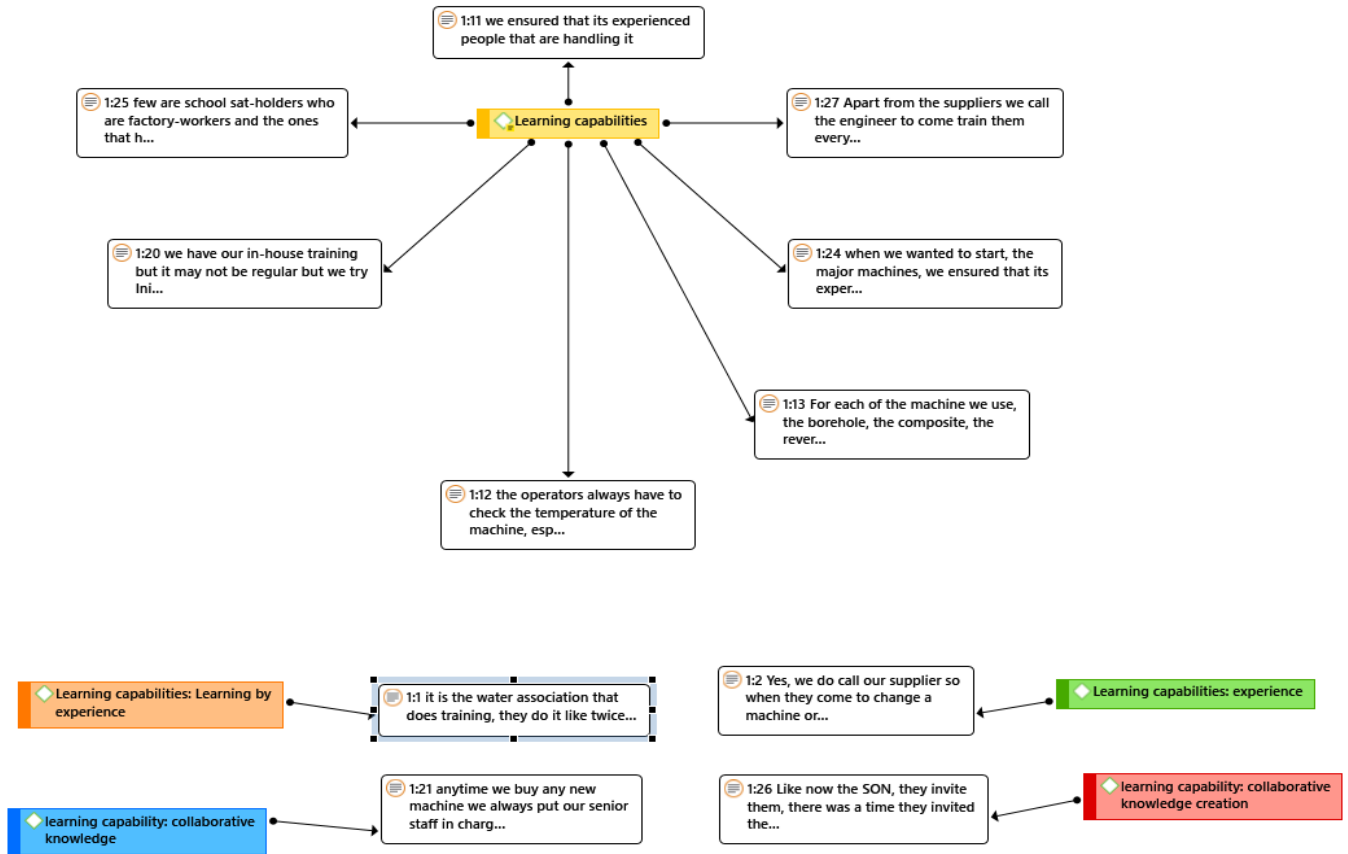 1:11 we ensured that its experienced
people that are handling it
1:25 few are school sat-holders who
are factory-workers and the ones
that h...
Learning capabilities
1:27 Apart from the suppliers we call
the engineer to come train them
every...
1:20 we have our in-house training
but it may not be regular but we try
Ini...
1:24 when we wanted to start, the
major machines, we ensured that its
exper...
1:13 For each of the machine we use,
the borehole, the composite, the
rever...
1:12 the operators always have to
check the temperature of the
machine, esp...
Learning capabilities: Learning by
experience
1:1 it is the water association that
does training, they do it like twice...
1:2 Yes, we do call our supplier so
when they come to change a
machine or...
Learning capabilities: experience
learning capability: collaborative
knowledge
1:21 anytime we buy any new
machine we always put our senior
staff in charg...
1:26 Like now the SON, they invite
them, there was a time they invited
the...
learning capability: collaborative
knowledge creation